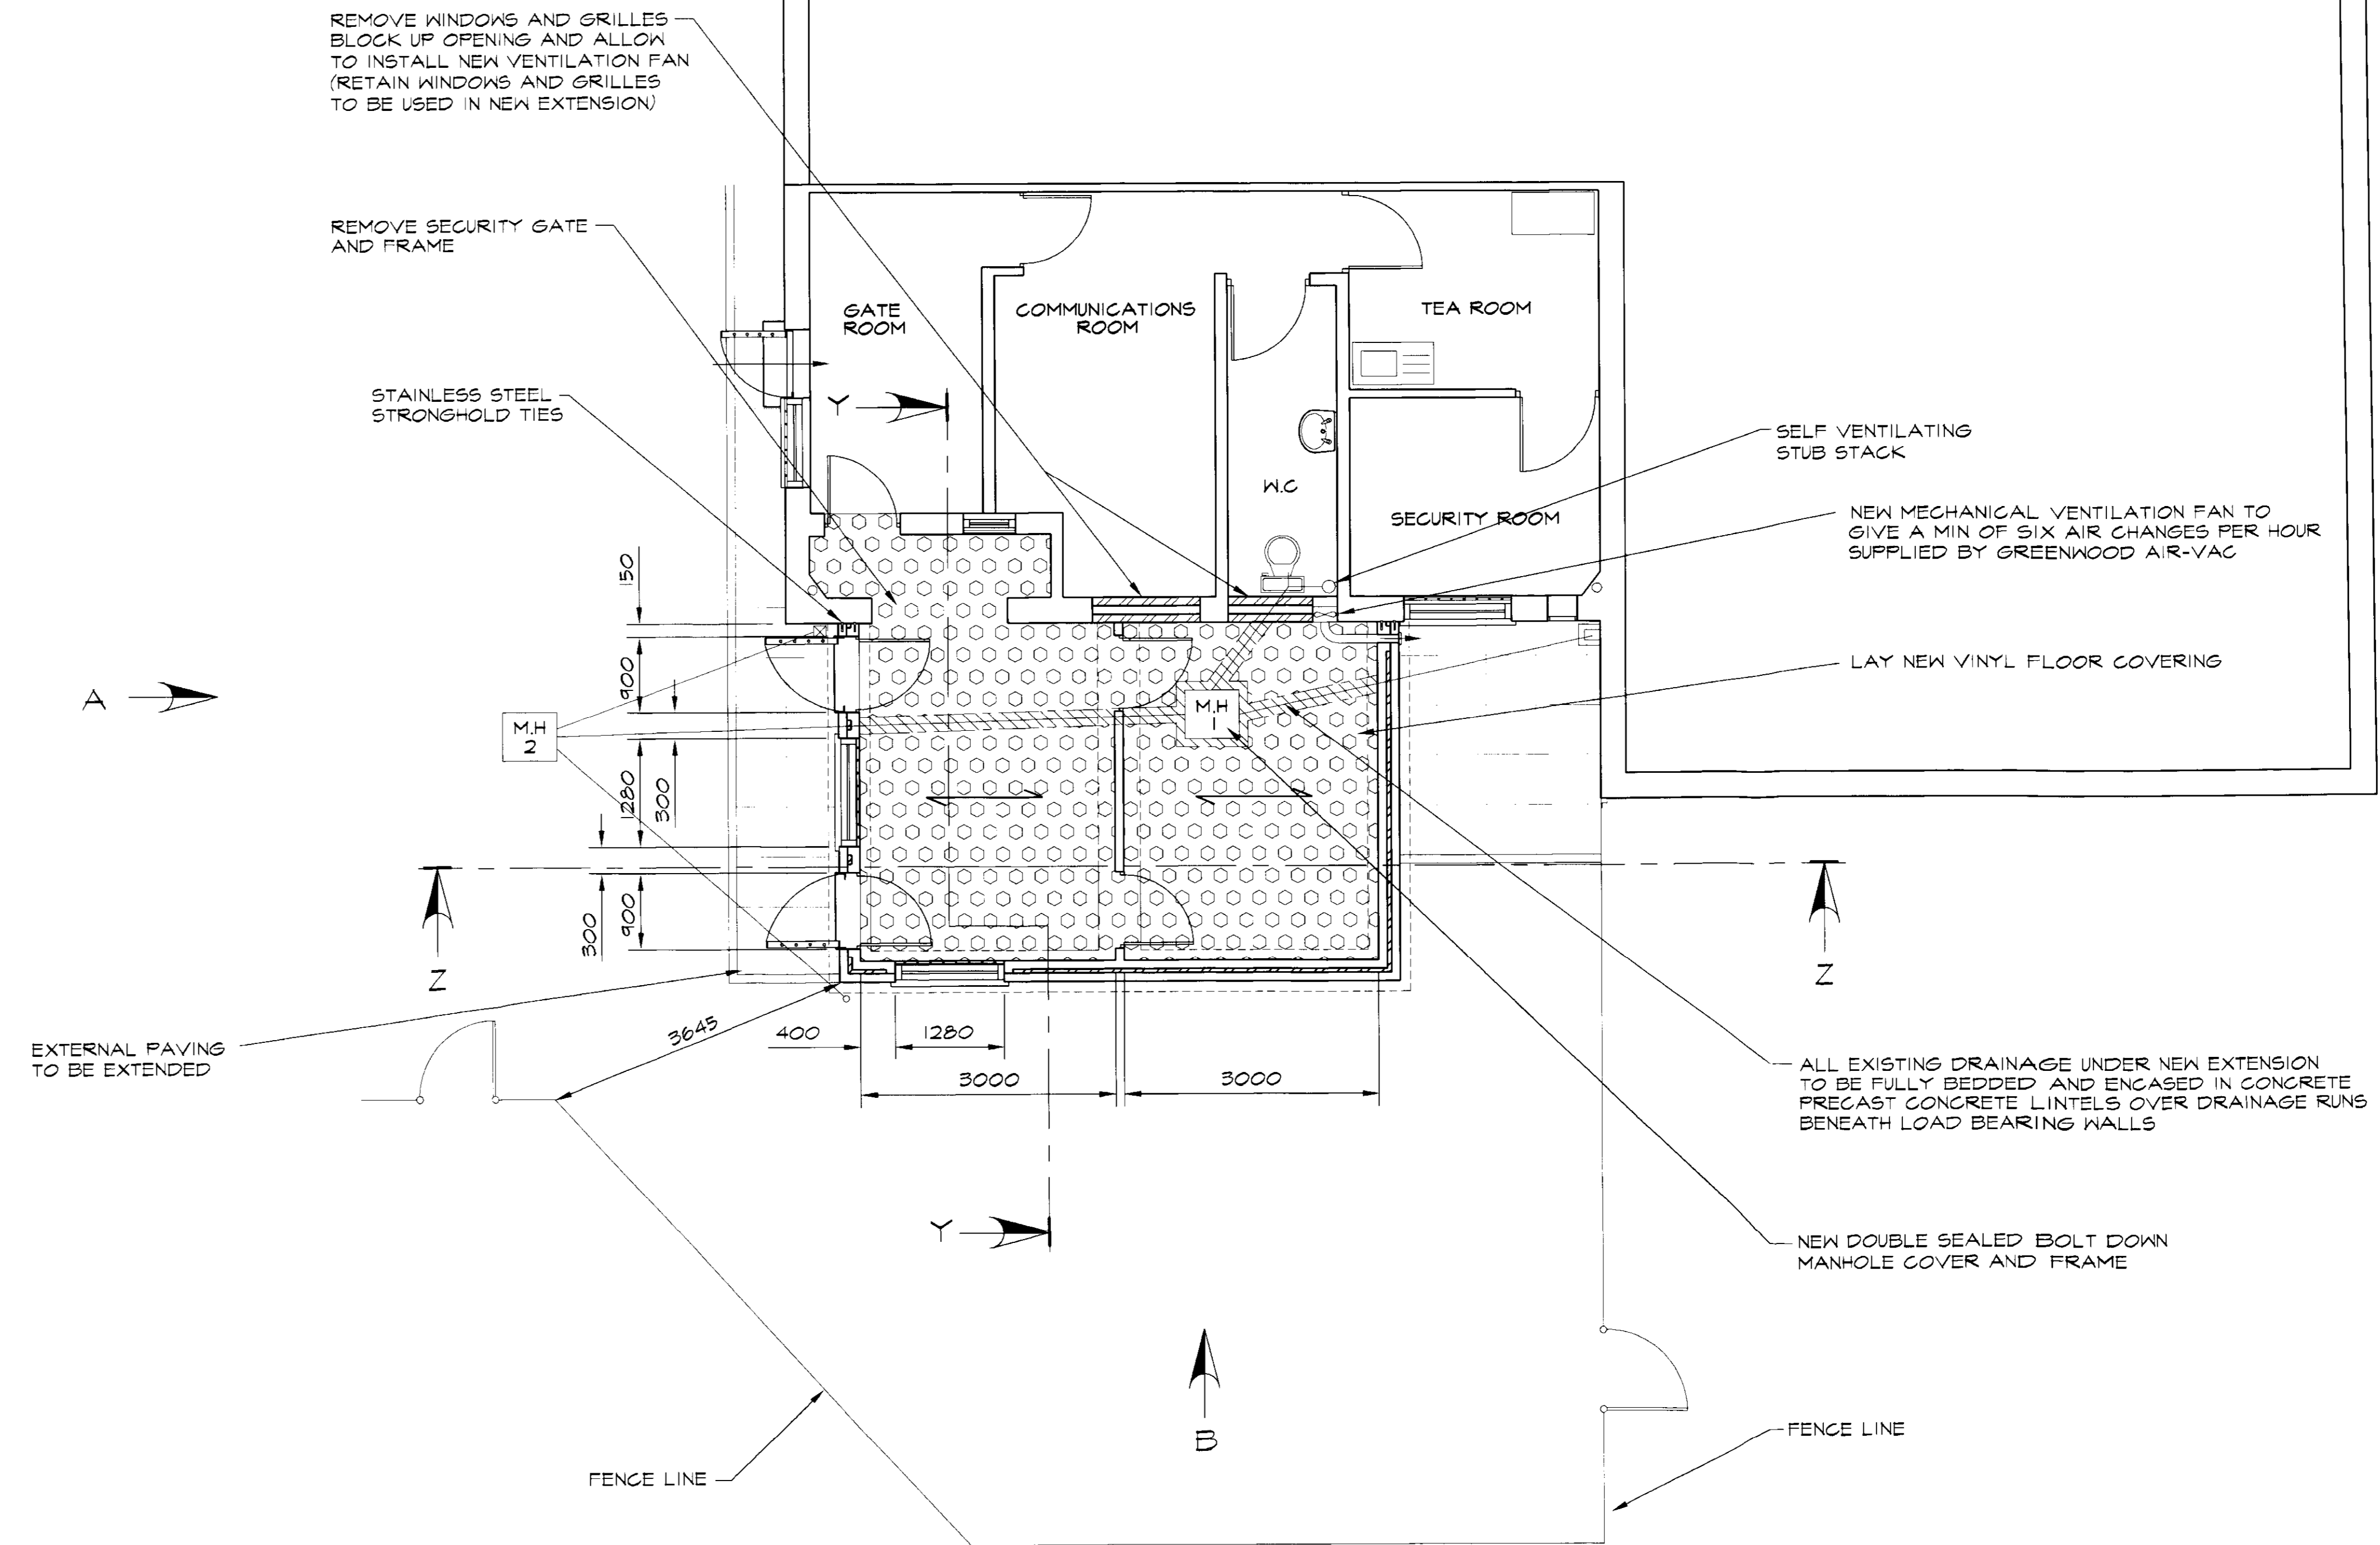 REMOVE WINDOWS AND GRILLES
BLOCK UP OPENING AND ALLOW
TO INSTALL NEW VENTILATION FAN
(RETAIN WINDOWS AND GRILLES
TO BE USED IN NEW EXTENSION)
REMOVE SECURITY GATE
AND FRAME
STAINLESS STEEL
STRONGHOLD TIES
GATE
ROOM
COMMUNICATIONS
ROOM
TEA ROOM
Y
W.C
SECURITY ROOM
SELF VENTILATING
STUB STACK
NEW MECHANICAL VENTILATION FAN TO
GIVE A MIN OF SIX AIR CHANGES PER HOUR
SUPPLIED BY GREENWOOD AIR-VAC
LAY NEW VINYL FLOOR COVERING
150
900
300
1280
300
900
A
M.H
2
M.H
1
Z
Z
EXTERNAL PAVING
TO BE EXTENDED
3645
400
1280
3000
3000
ALL EXISTING DRAINAGE UNDER NEW EXTENSION
TO BE FULLY BEDDED AND ENCASED IN CONCRETE
PRECAST CONCRETE LINTELS OVER DRAINAGE RUNS
BENEATH LOAD BEARING WALLS
Y
NEW DOUBLE SEALED BOLT DOWN
MANHOLE COVER AND FRAME
B
FENCE LINE
FENCE LINE